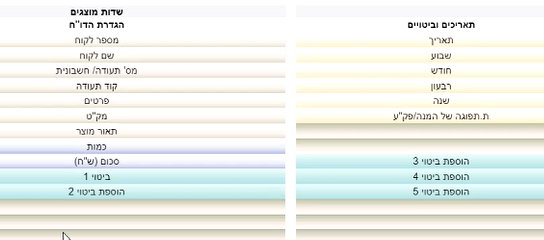 תאריכים וביטויים
תאריך
שבוע
חודש
רבעון
שנה
ת.תפוגה של המנה/פק"ע
הוספת ביטוי 3
הוספת ביטוי 4
הוספת ביטוי 5
שדות מוצגים
הגדרת הדו"ח
מספר לקוח
שם לקוח
מס' תעודה/ חשבונית
קוד תעודה
פרטים
מק"ט
תאור מוצר
כמות
סכום (ש"ח)
ביטוי 1
הוספת ביטוי 2